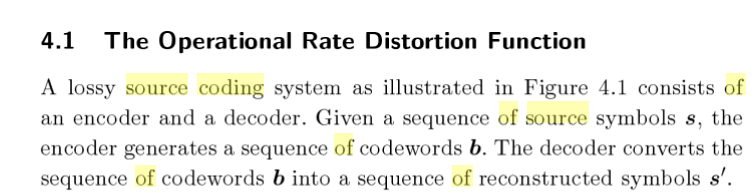 4.1 The Operational Rate Distortion Function
A lossy source coding system as illustrated in Figure 4.1 consists of
an encoder and a decoder. Given a sequence of source symbols s, the
encoder generates a sequence of codewords b. The decoder converts the
sequence of codewords b into a sequence of reconstructed symbols s′.